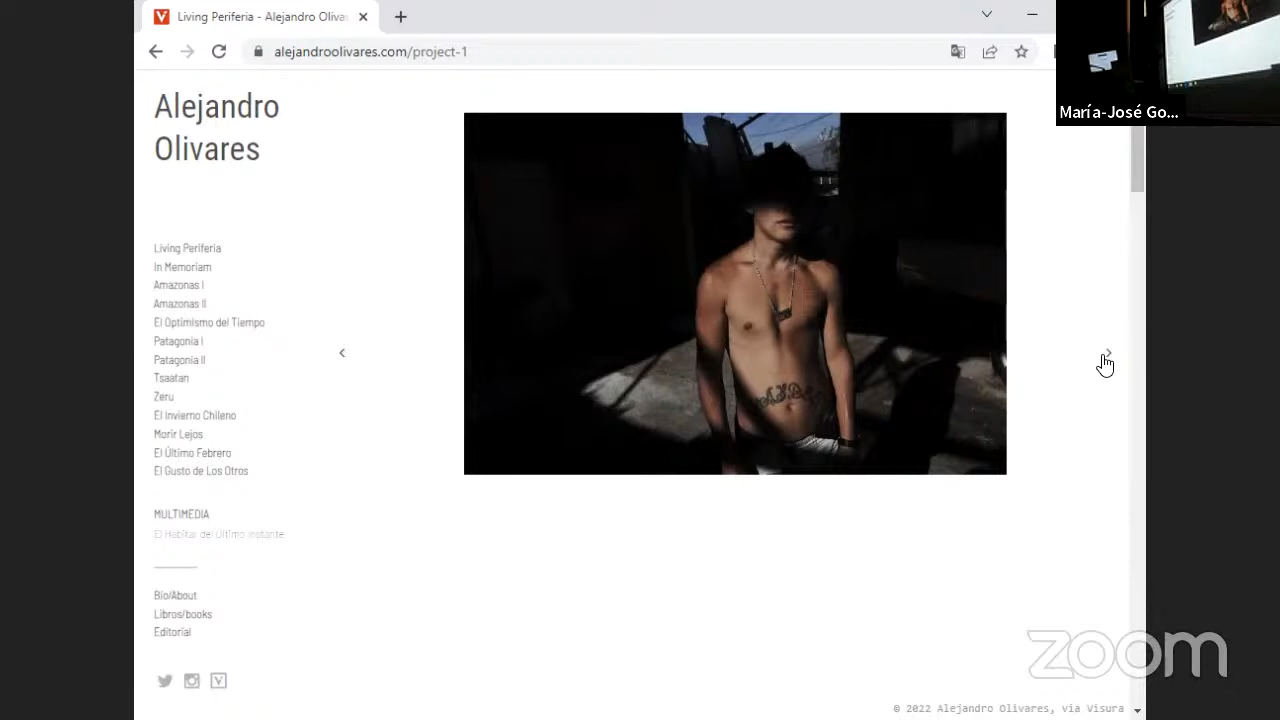 Living Periferia - Alejandro Oliva
alejandroolivares.com/project-1
María-José Go...
Alejandro
Olivares
Living Periferia
In Memoriam
Amazonas I
Amazonas II
El Optimismo del Tiempo
Patagonia I
Patagonia II
Tsaatan
Zeru
El Invierno Chileno
Morir Lejos
El Último Febrero
El Gusto de Los Otros
MULTIMEDIA
El Habitar del Último Instante
Bio/About
Libros/books
Editorial
zoom
© 2022 Alejandro Olivares, via Visura